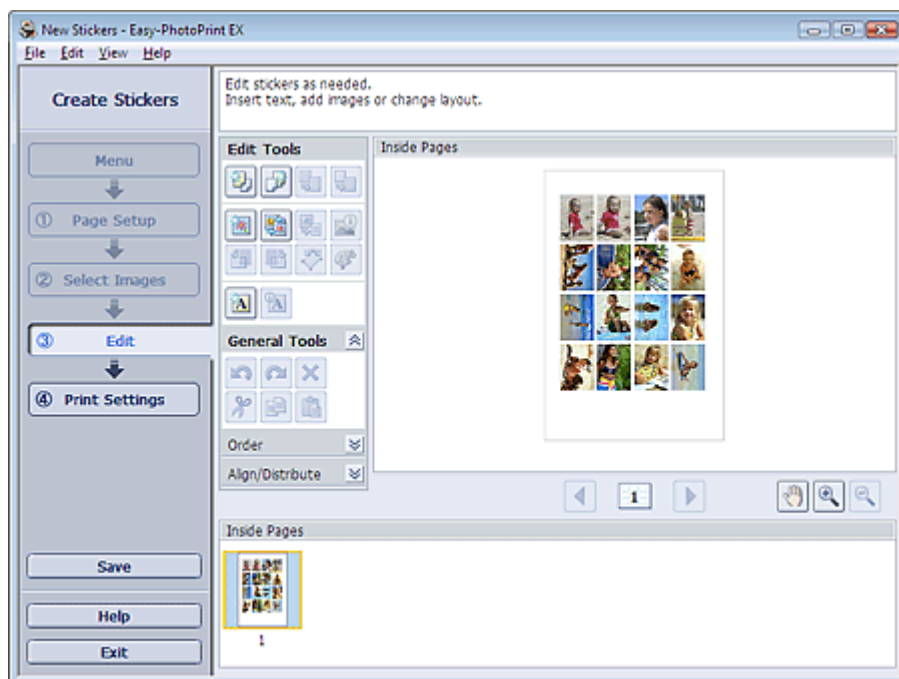 New Stickers - Easy-PhotoPrint EX
File Edit View Help
Create Stickers
Menu
① Page Setup
② Select Images
③ Edit
④ Print Settings
Save
Help
Exit
Edit stickers as needed.
Insert text, add images or change layout.
Edit Tools
A A
General Tools
Order
Align/Distribute
Inside Pages
1
Inside Pages
1